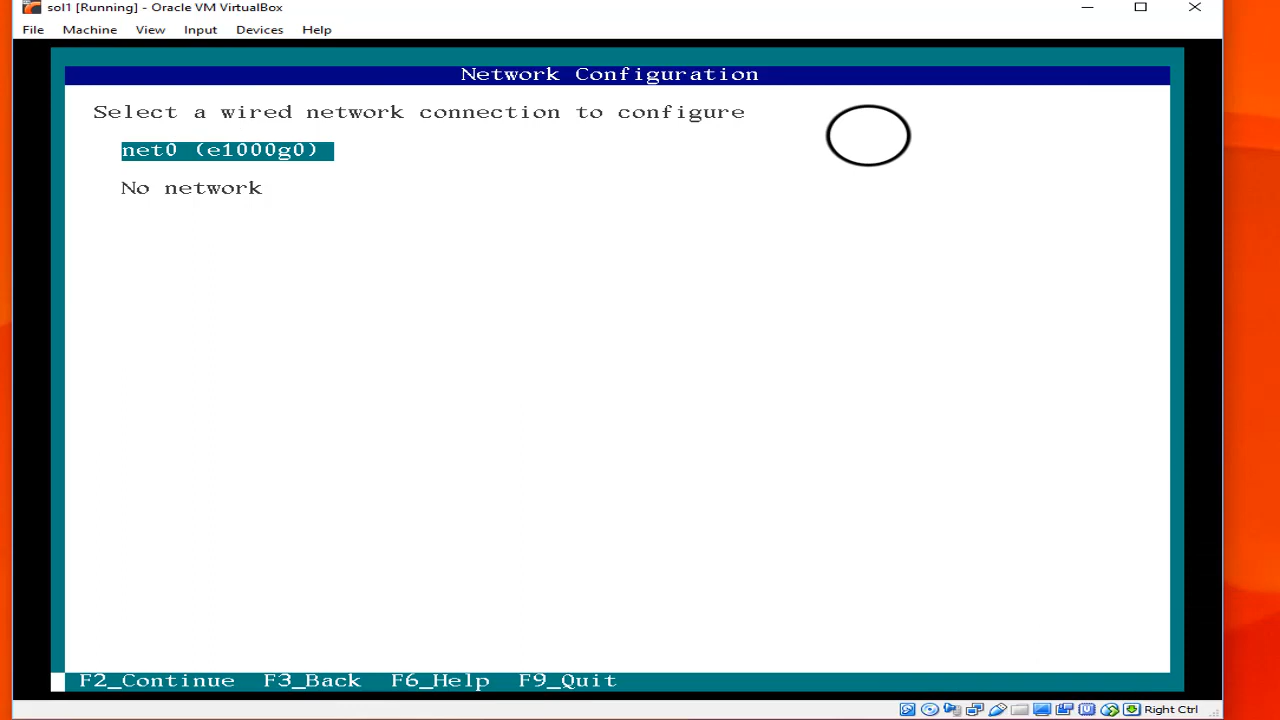 sol1 [Running] - Oracle VM VirtualBox
File Machine View Input Devices Help
Network Configuration
Select a wired network connection to configure
net0 (e1000g0)
No network
F2_Continue F3_Back F6_Help F9_Quit
Right Ctrl